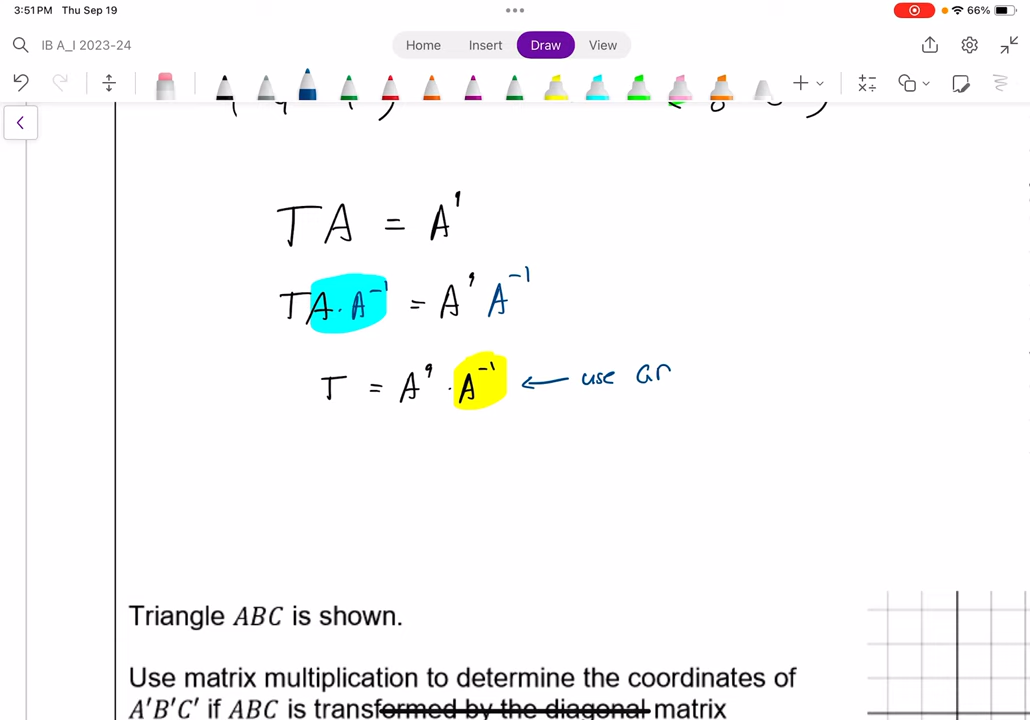 3:51 PM Thu Sep 19
66%
IB A_I 2023-24
Home Insert Draw View
TA = A'
TA · A⁻¹ = A' A⁻¹
T = A' · A⁻¹ ← use ar
Triangle ABC is shown.
Use matrix multiplication to determine the coordinates of
A'B'C' if ABC is transformed by the diagonal matrix